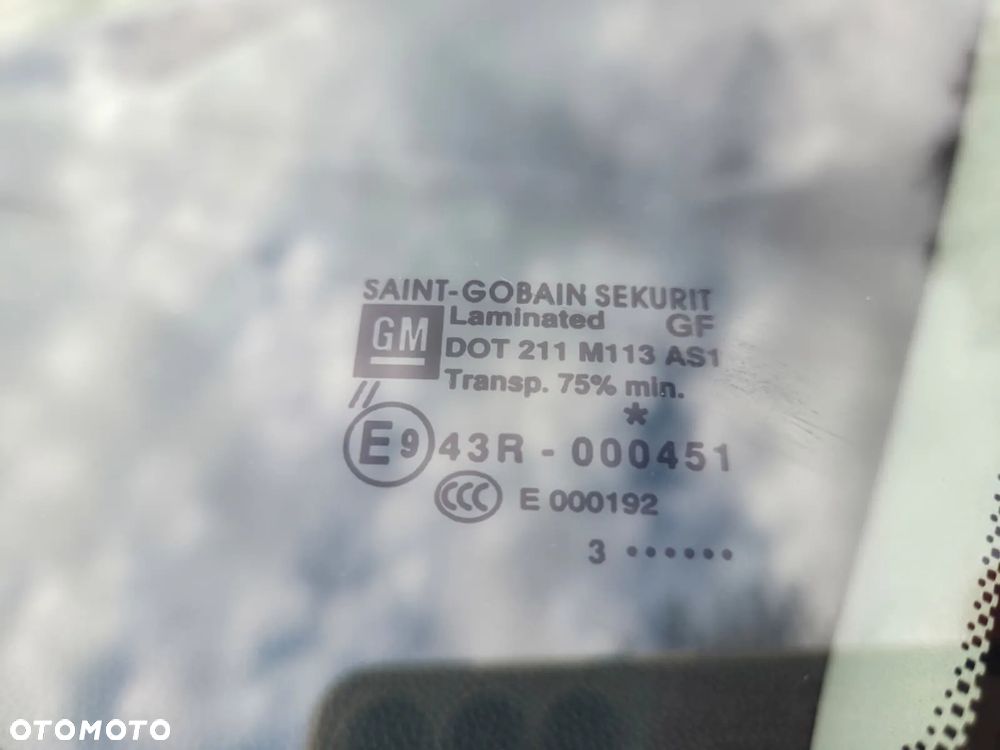 SAINT-GOBAIN SEKURIT
GM
Laminated GF
DOT 211 M113 AS1
Transp. 75% min.
//
*
E9 43R - 000451
CCC E 000192
3 ••••••
OTOMOTO